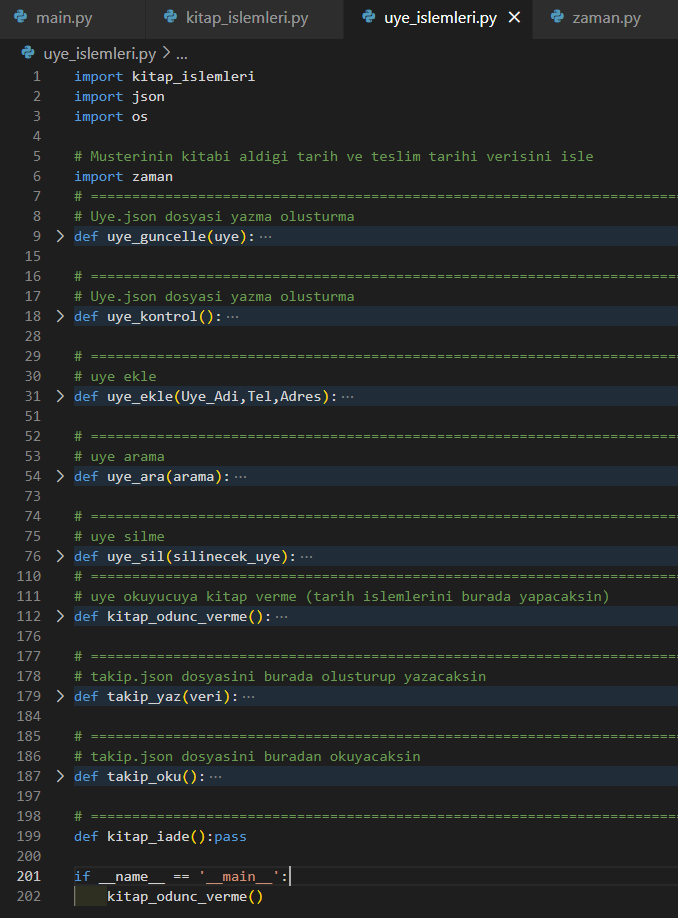 main.py kitap_islemleri.py uye_islemleri.py zaman.py
uye_islemleri.py > ...
1 import kitap_islemleri
2 import json
3 import os
4
5 # Musterinin kitabi aldigi tarih ve teslim tarihi verisini isle
6 import zaman
7 # ========================================================================
8 # Uye.json dosyasi yazma olusturma
9 def uye_guncelle(uye): ···
15
16 # ========================================================================
17 # Uye.json dosyasi yazma olusturma
18 def uye_kontrol(): ···
28
29 # ========================================================================
30 # uye ekle
31 def uye_ekle(Uye_Adi,Tel,Adres): ···
51
52 # ========================================================================
53 # uye arama
54 def uye_ara(arama): ···
73
74 # ========================================================================
75 # uye silme
76 def uye_sil(silinecek_uye): ···
110 # ========================================================================
111 # uye okuyucuya kitap verme (tarih islemlerini burada yapacaksin)
112 def kitap_odunc_verme(): ···
176
177 # ========================================================================
178 # takip.json dosyasini burada olusturup yazacaksin
179 def takip_yaz(veri): ···
184
185 # ========================================================================
186 # takip.json dosyasini buradan okuyacaksin
187 def takip_oku(): ···
197
198 # ========================================================================
199 def kitap_iade():pass
200
201 if __name__ == '__main__':
202 kitap_odunc_verme()